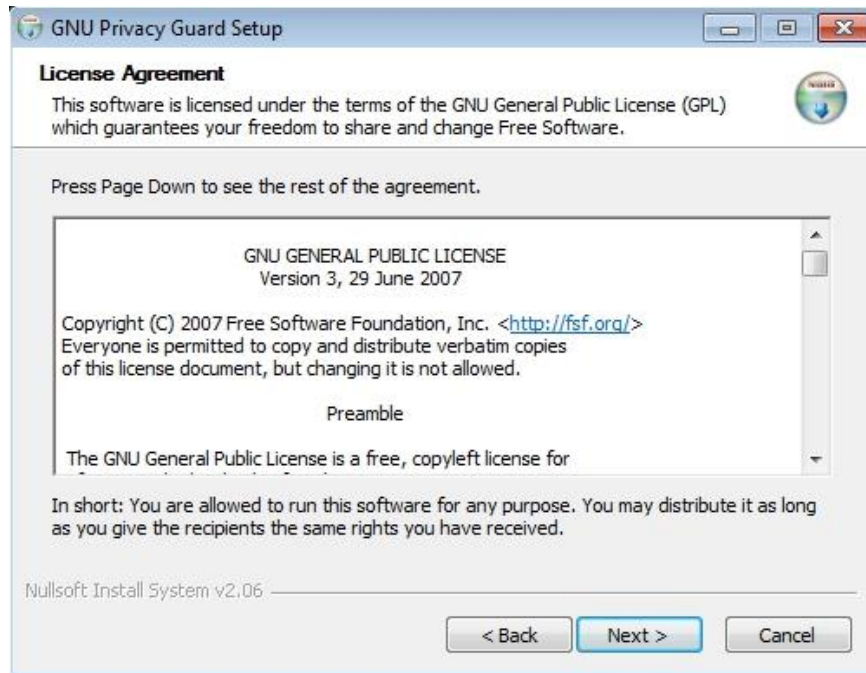 GNU Privacy Guard Setup
License Agreement
This software is licensed under the terms of the GNU General Public License (GPL)
which guarantees your freedom to share and change Free Software.
Press Page Down to see the rest of the agreement.
GNU GENERAL PUBLIC LICENSE
Version 3, 29 June 2007
Copyright (C) 2007 Free Software Foundation, Inc. <http://fsf.org/>
Everyone is permitted to copy and distribute verbatim copies
of this license document, but changing it is not allowed.
Preamble
The GNU General Public License is a free, copyleft license for
In short: You are allowed to run this software for any purpose. You may distribute it as long
as you give the recipients the same rights you have received.
Nullsoft Install System v2.06
< Back Next > Cancel